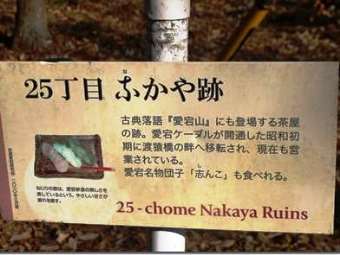 25丁目 なかや跡
古典落語『愛宕山』にも登場する茶屋
の跡。愛宕ケーブルが開通した昭和初
期に渡猿橋の畔へ移転され、現在も営
業されている。
愛宕名物団子「志んこ」も食べれる。
25-chome Nakaya Ruins